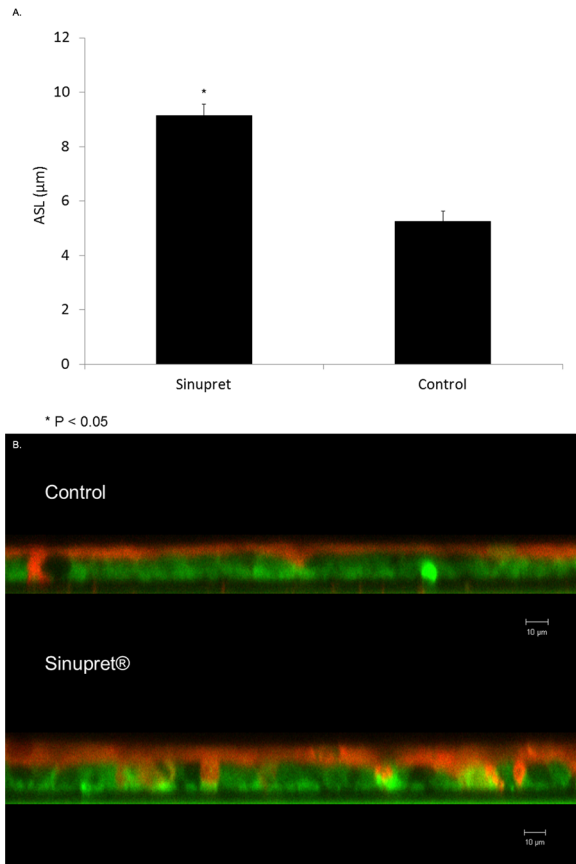 A.
12
10
8
6
4
2
0
ASL (µm)
*
Sinupret
Control
* P < 0.05
B.
Control
10 µm
Sinupret®
10 µm